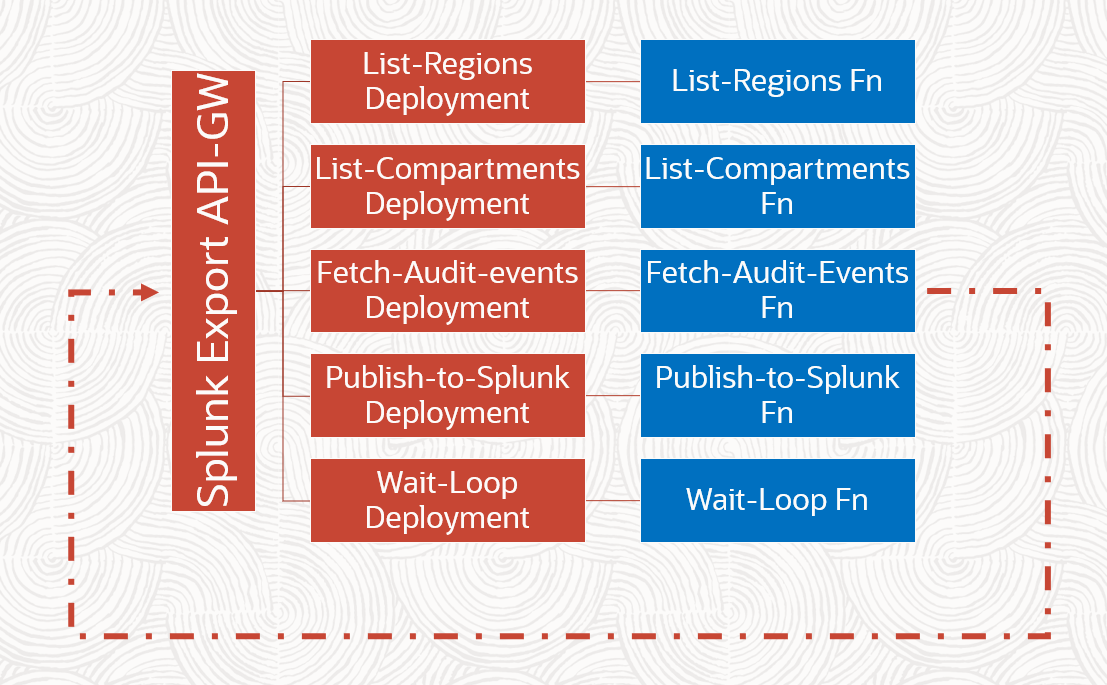 Splunk Export API-GW
List-Regions
Deployment
List-Regions Fn
List-Compartments
Deployment
List-Compartments
Fn
Fetch-Audit-events
Deployment
Fetch-Audit-Events
Fn
Publish-to-Splunk
Deployment
Publish-to-Splunk
Fn
Wait-Loop
Deployment
Wait-Loop Fn